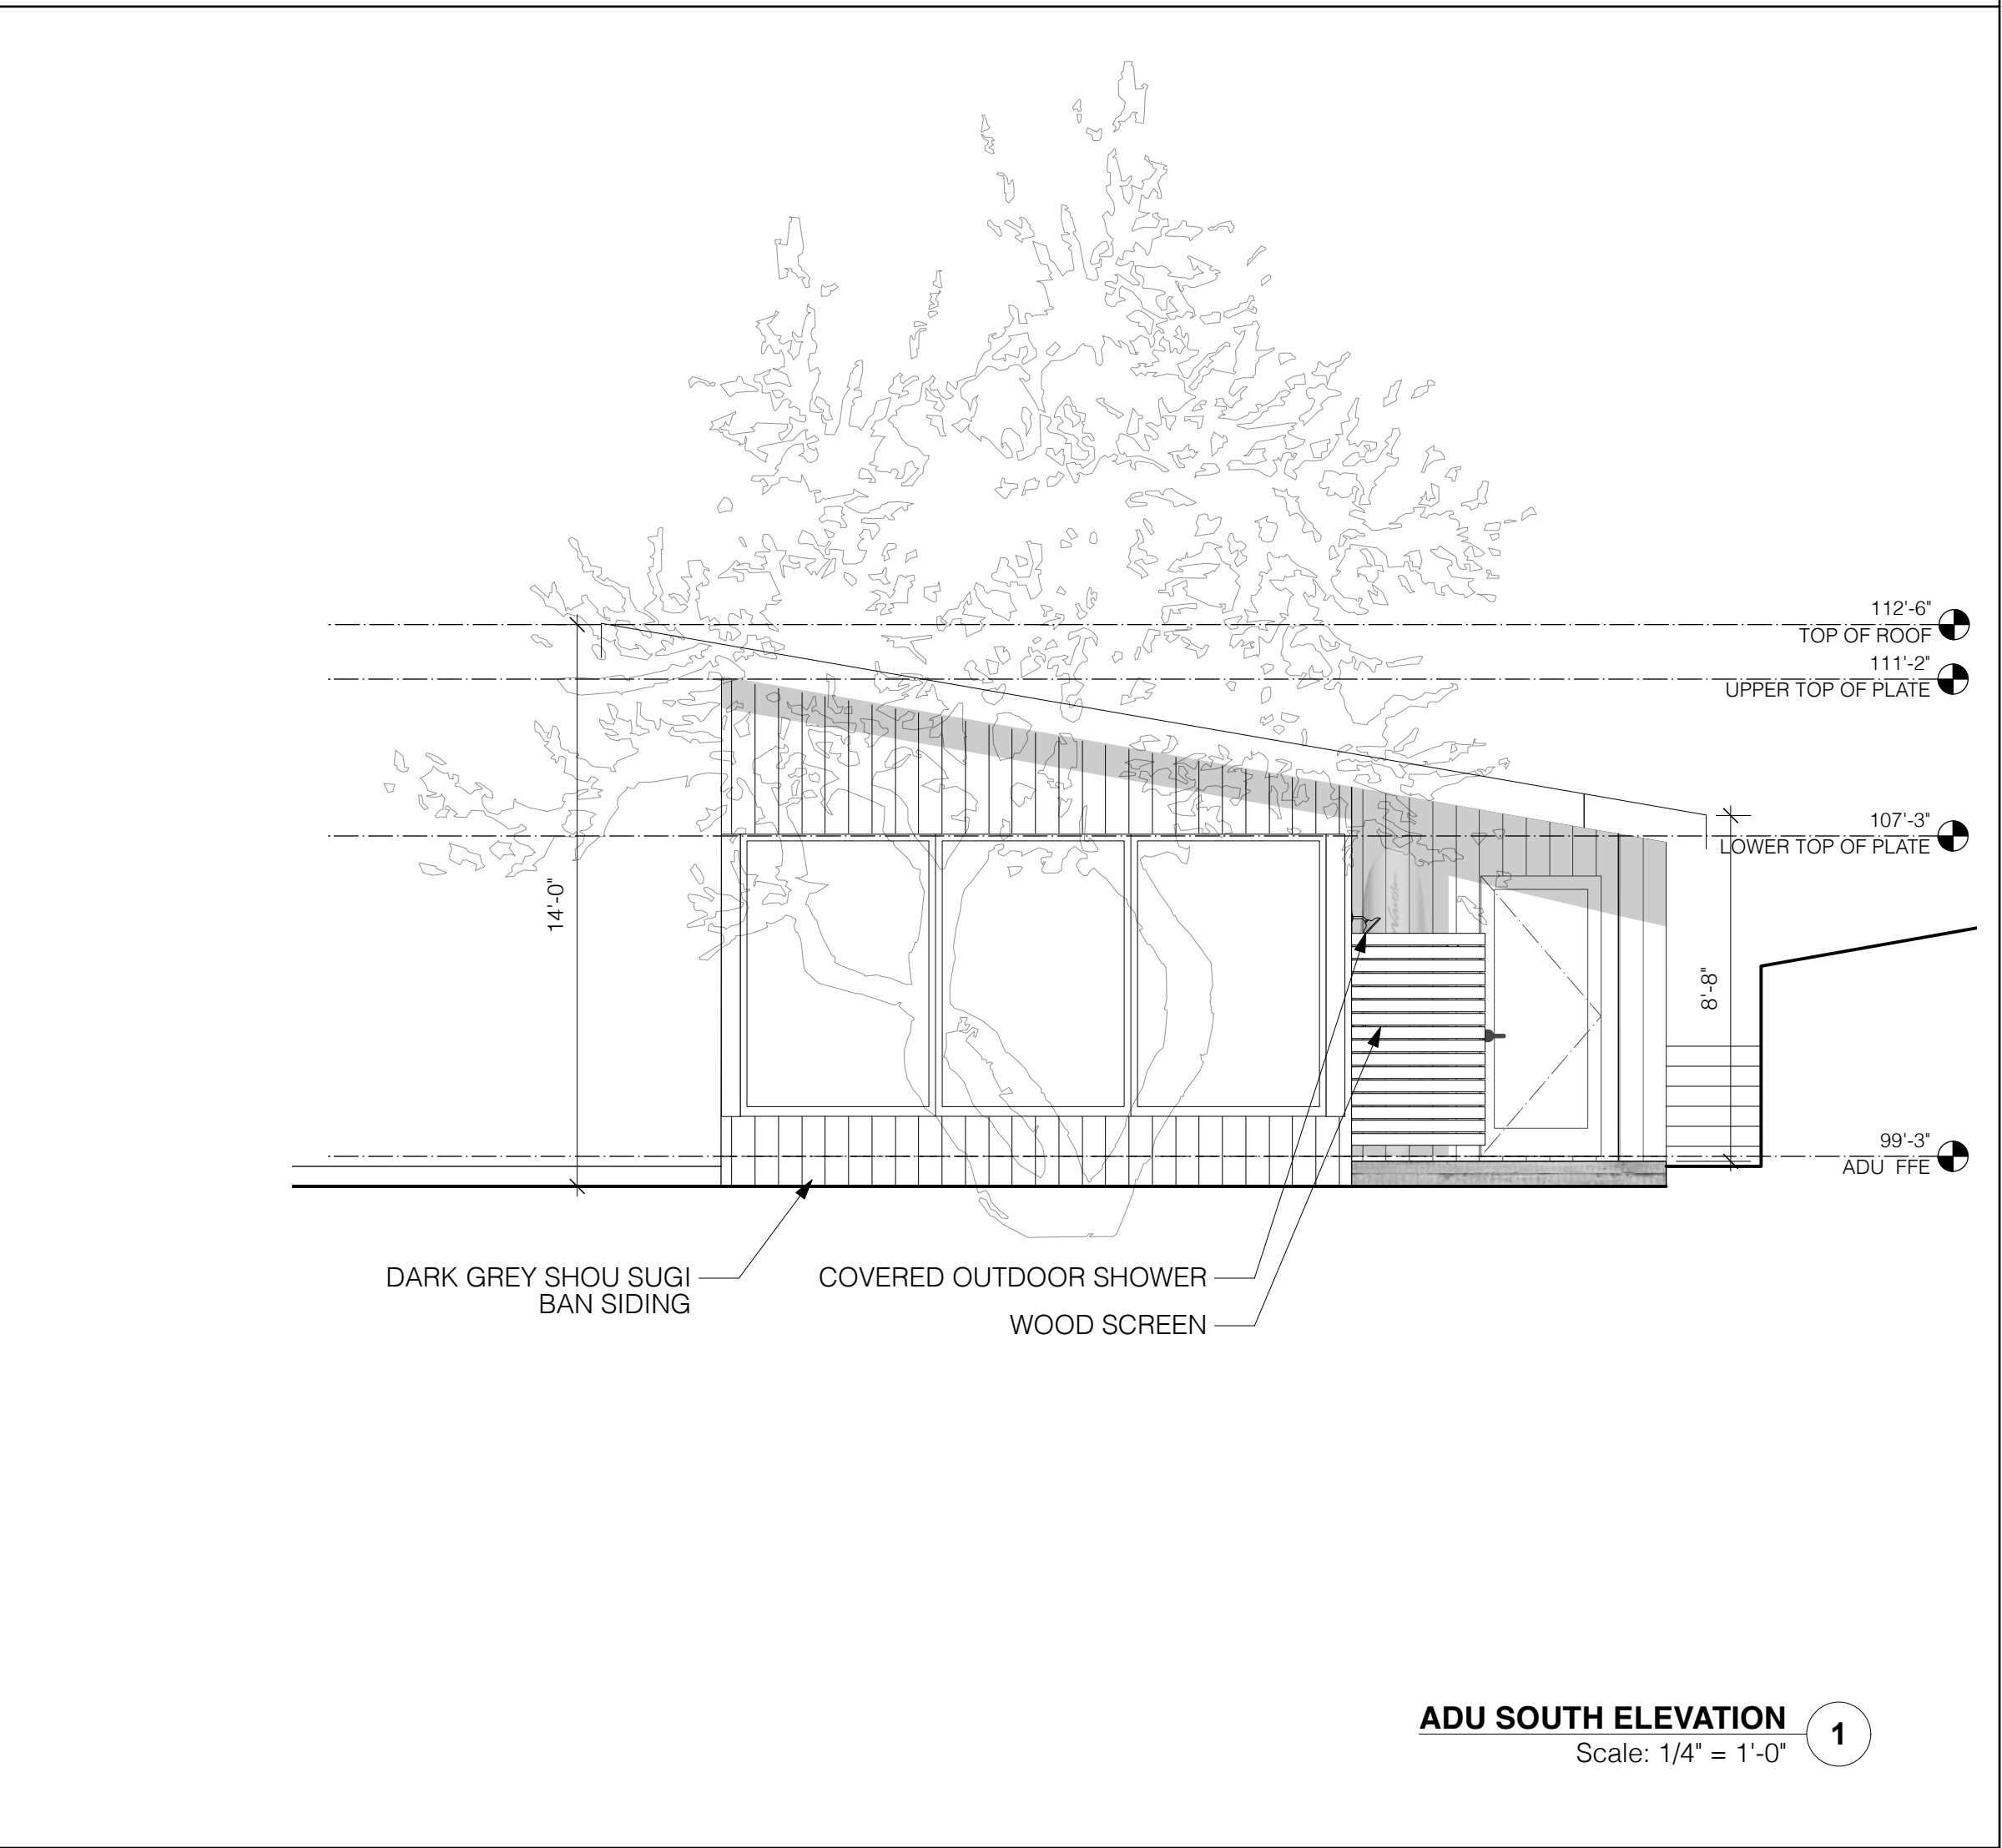 112'-6"
TOP OF ROOF
111'-2"
UPPER TOP OF PLATE
107'-3"
LOWER TOP OF PLATE
14'-0"
8'-8"
99'-3"
ADU FFE
DARK GREY SHOU SUGI
BAN SIDING
COVERED OUTDOOR SHOWER
WOOD SCREEN
ADU SOUTH ELEVATION
1
Scale: 1/4" = 1'-0"